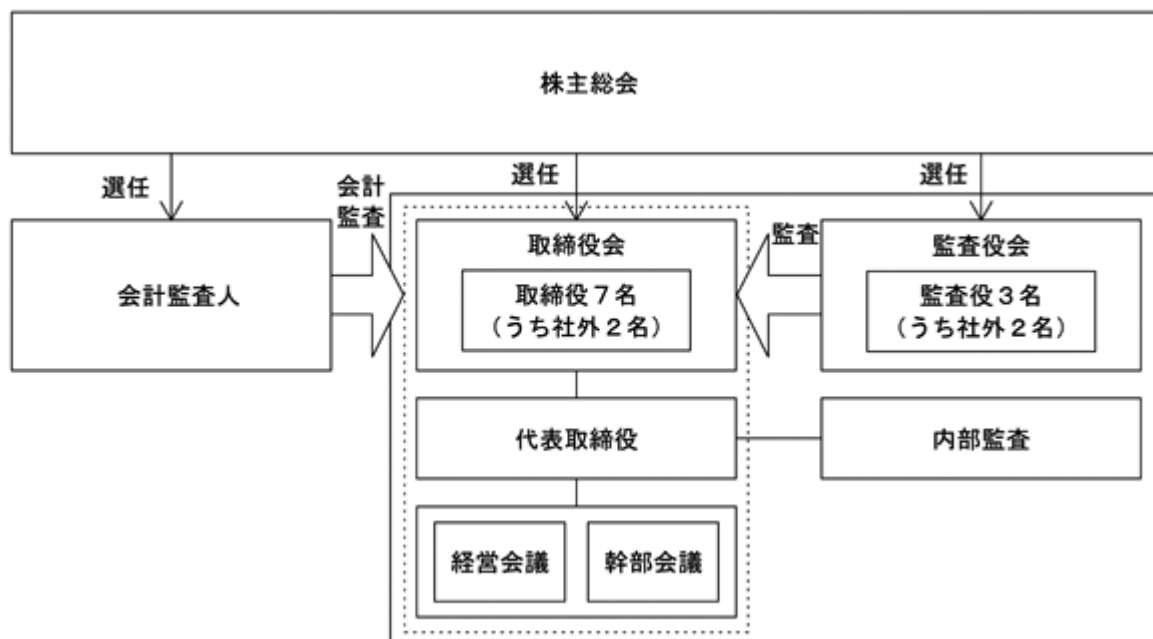 株主総会
選任
選任
選任
会計
監査
会計監査人
取締役会
取締役７名
（うち社外２名）
監査
監査役会
監査役３名
（うち社外２名）
代表取締役
内部監査
経営会議
幹部会議